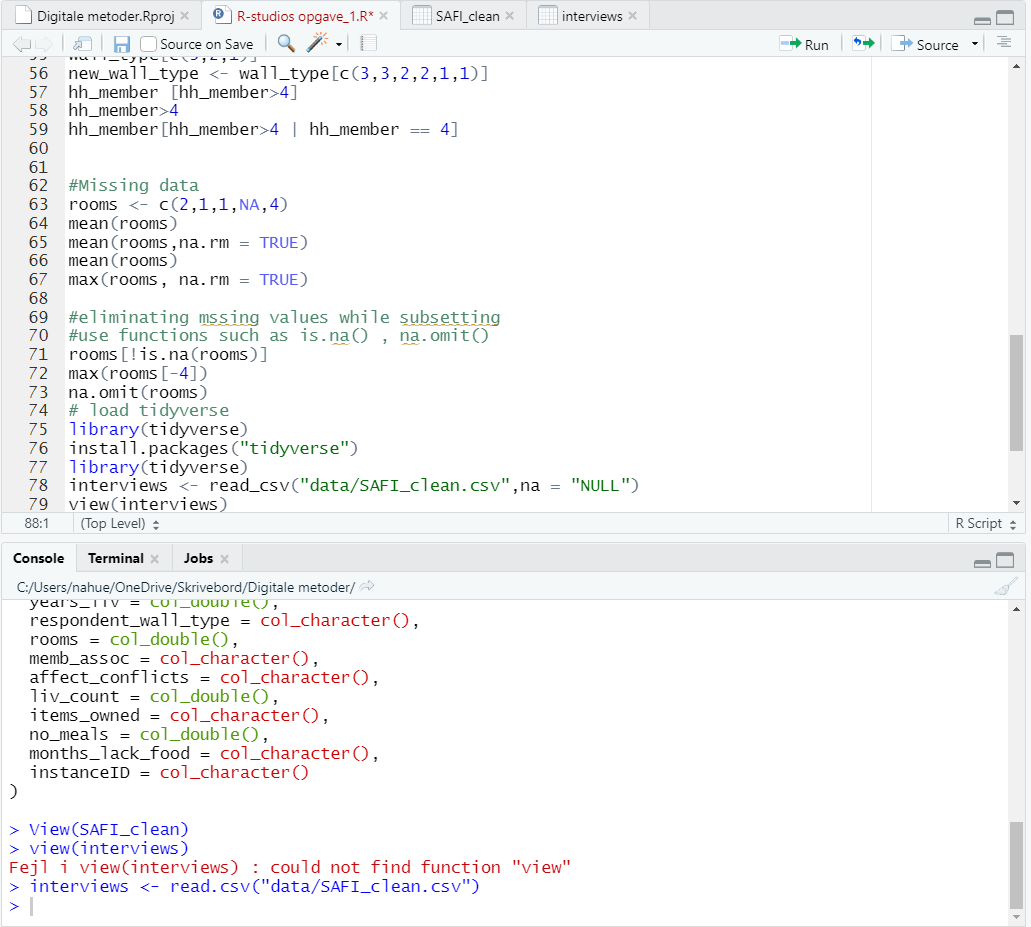 Digitale metoder.Rproj × R-studios opgave_1.R* × SAFI_clean × interviews ×
Source on Save Run Source
55 wall_type[c(3,2,1)]
56 new_wall_type <- wall_type[c(3,3,2,2,1,1)]
57 hh_member [hh_member>4]
58 hh_member>4
59 hh_member[hh_member>4 | hh_member == 4]
60
61
62 #Missing data
63 rooms <- c(2,1,1,NA,4)
64 mean(rooms)
65 mean(rooms,na.rm = TRUE)
66 mean(rooms)
67 max(rooms, na.rm = TRUE)
68
69 #eliminating mssing values while subsetting
70 #use functions such as is.na() , na.omit()
71 rooms[!is.na(rooms)]
72 max(rooms[-4])
73 na.omit(rooms)
74 # load tidyverse
75 library(tidyverse)
76 install.packages("tidyverse")
77 library(tidyverse)
78 interviews <- read_csv("data/SAFI_clean.csv",na = "NULL")
79 view(interviews)
88:1 (Top Level) R Script
Console Terminal × Jobs ×
C:/Users/nahue/OneDrive/Skrivebord/Digitale metoder/
years_liv = col_double(),
respondent_wall_type = col_character(),
rooms = col_double(),
memb_assoc = col_character(),
affect_conflicts = col_character(),
liv_count = col_double(),
items_owned = col_character(),
no_meals = col_double(),
months_lack_food = col_character(),
instanceID = col_character()
)
> View(SAFI_clean)
> view(interviews)
Fejl i view(interviews) : could not find function "view"
> interviews <- read.csv("data/SAFI_clean.csv")
>